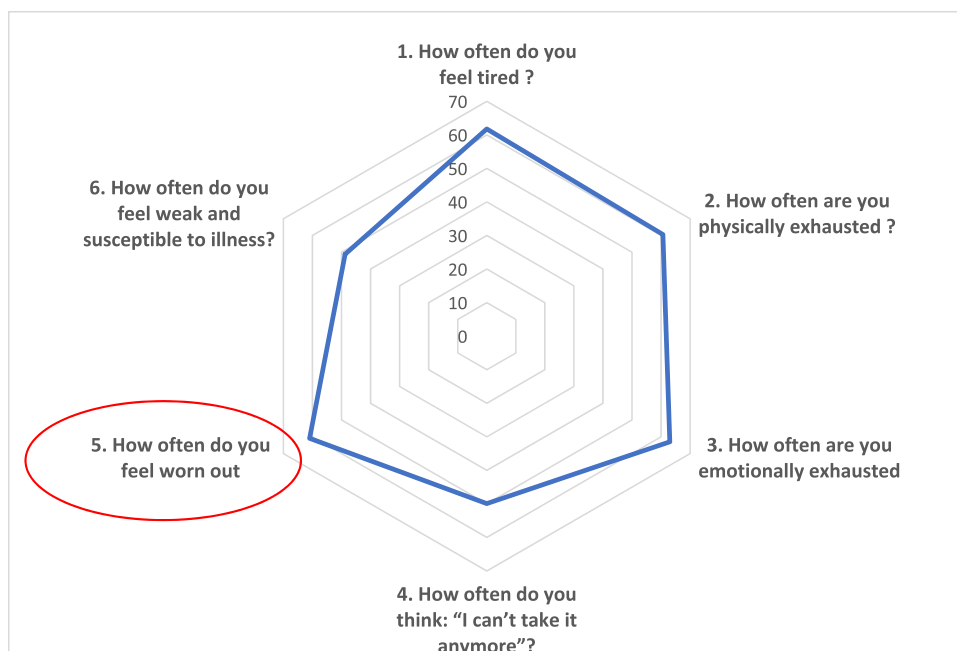 1. How often do you
feel tired ?
70
60
50
40
30
20
10
0
2. How often are you
physically exhausted ?
3. How often are you
emotionally exhausted
4. How often do you
think: “I can’t take it
anymore”?
5. How often do you
feel worn out
6. How often do you
feel weak and
susceptible to illness?